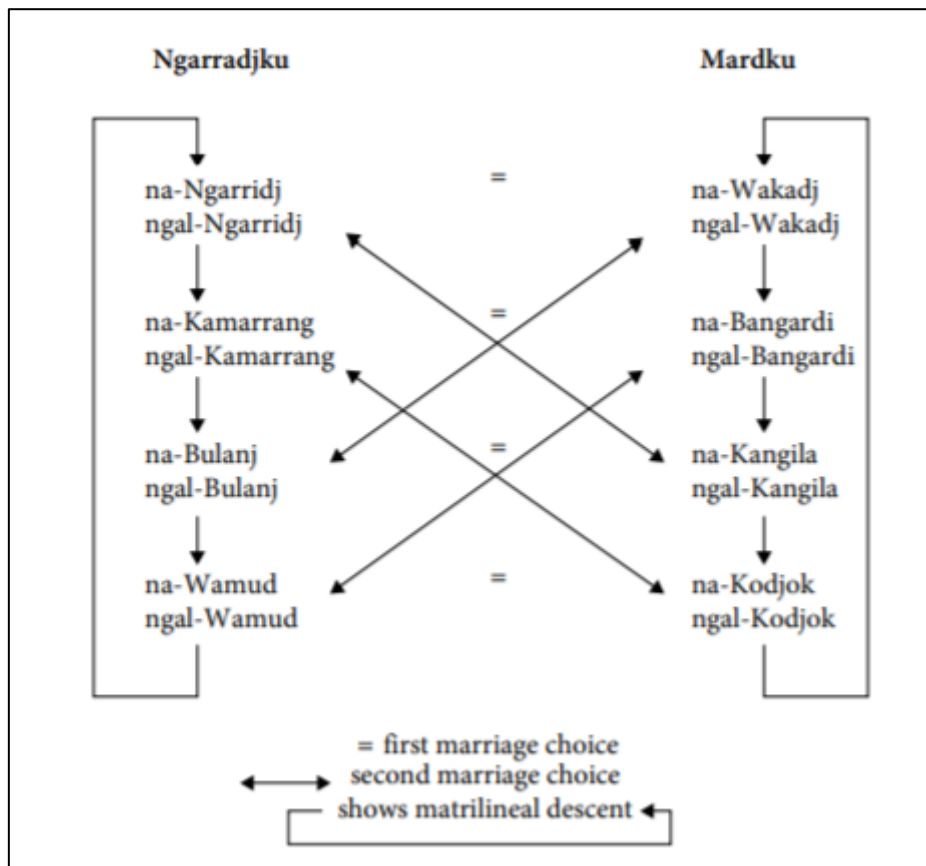 Ngarradjku Mardku
na-Ngarridj = na-Wakadj
ngal-Ngarridj ngal-Wakadj
na-Kamarrang = na-Bangardi
ngal-Kamarrang ngal-Bangardi
na-Bulanj = na-Kangila
ngal-Bulanj ngal-Kangila
na-Wamud = na-Kodjok
ngal-Wamud ngal-Kodjok
= first marriage choice
second marriage choice
shows matrilineal descent